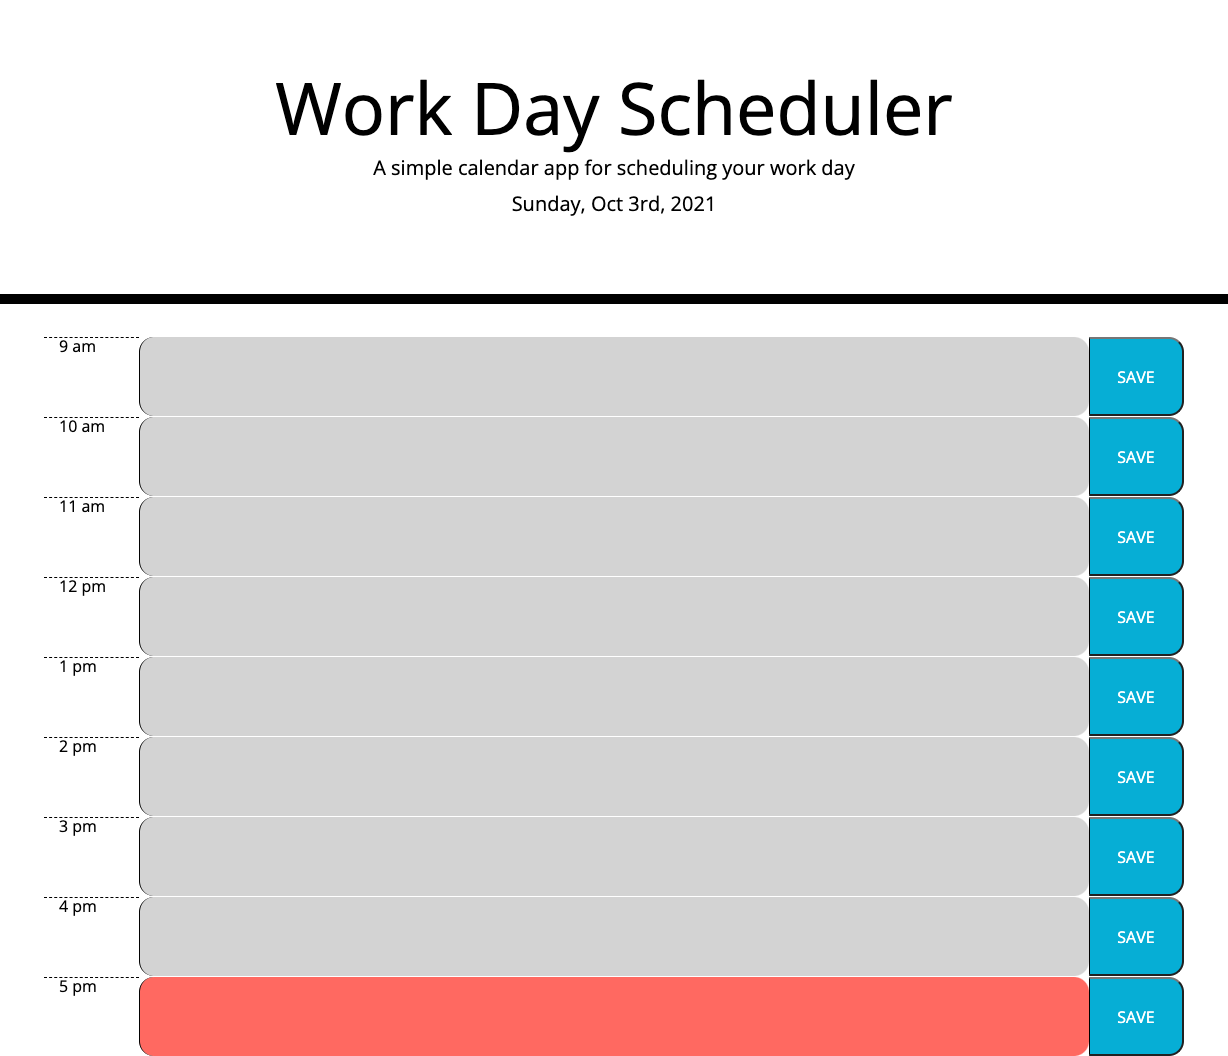 Work Day Scheduler
A simple calendar app for scheduling your work day
Sunday, Oct 3rd, 2021
9 am
SAVE
10 am
SAVE
11 am
SAVE
12 pm
SAVE
1 pm
SAVE
2 pm
SAVE
3 pm
SAVE
4 pm
SAVE
5 pm
SAVE